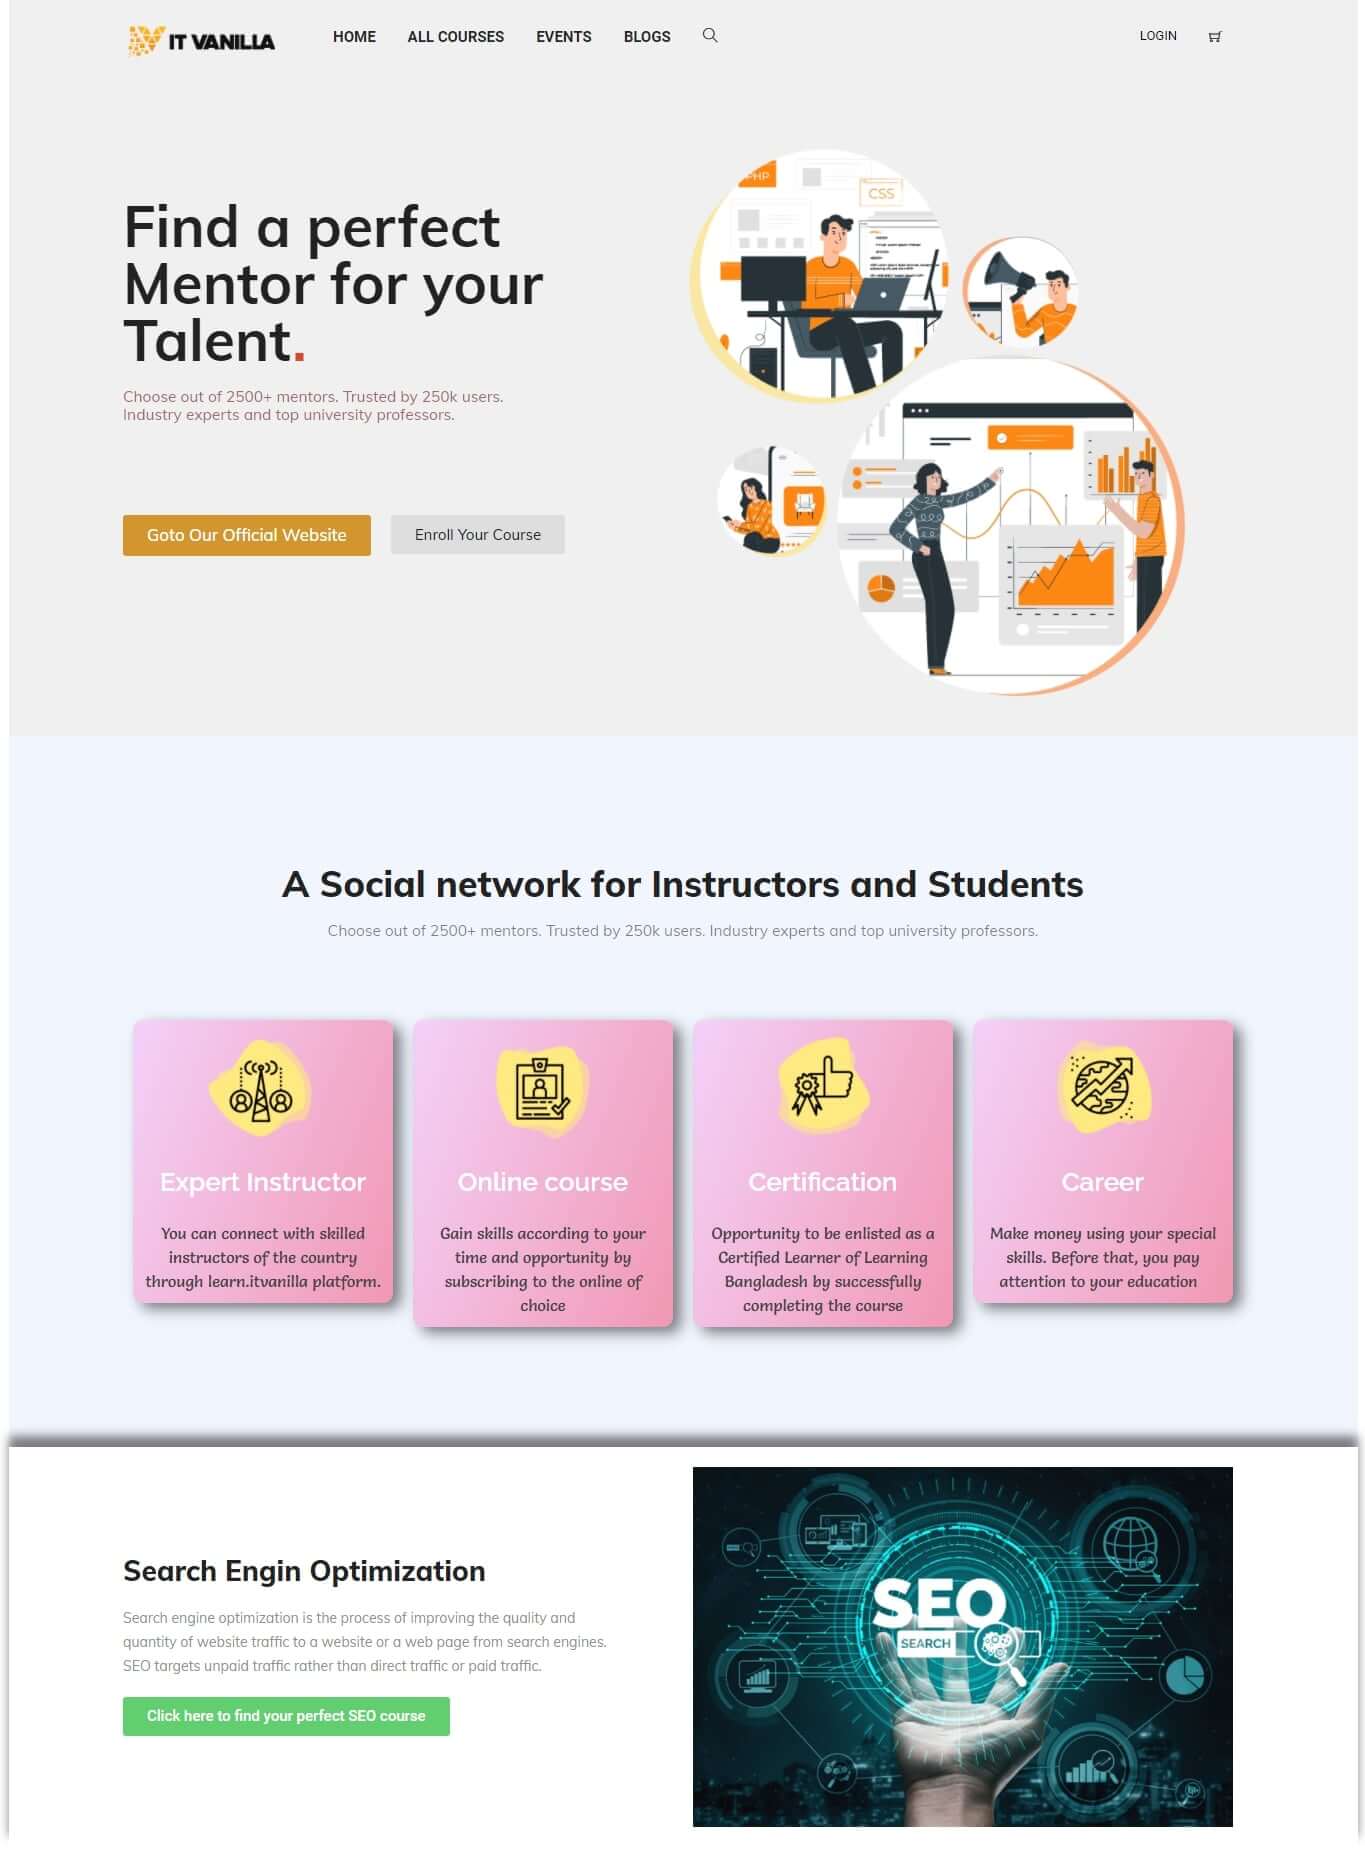 IT VANILLA
HOME ALL COURSES EVENTS BLOGS
LOGIN
PHP
CSS
Find a perfect
Mentor for your
Talent.
Choose out of 2500+ mentors. Trusted by 250k users.
Industry experts and top university professors.
Goto Our Official Website
Enroll Your Course
A Social network for Instructors and Students
Choose out of 2500+ mentors. Trusted by 250k users. Industry experts and top university professors.
Expert Instructor
You can connect with skilled
instructors of the country
through learn.itvanilla platform.
Online course
Gain skills according to your
time and opportunity by
subscribing to the online of
choice
Certification
Opportunity to be enlisted as a
Certified Learner of Learning
Bangladesh by successfully
completing the course
Career
Make money using your special
skills. Before that, you pay
attention to your education
Search Engin Optimization
Search engine optimization is the process of improving the quality and
quantity of website traffic to a website or a web page from search engines.
SEO targets unpaid traffic rather than direct traffic or paid traffic.
Click here to find your perfect SEO course
SEO
SEARCH